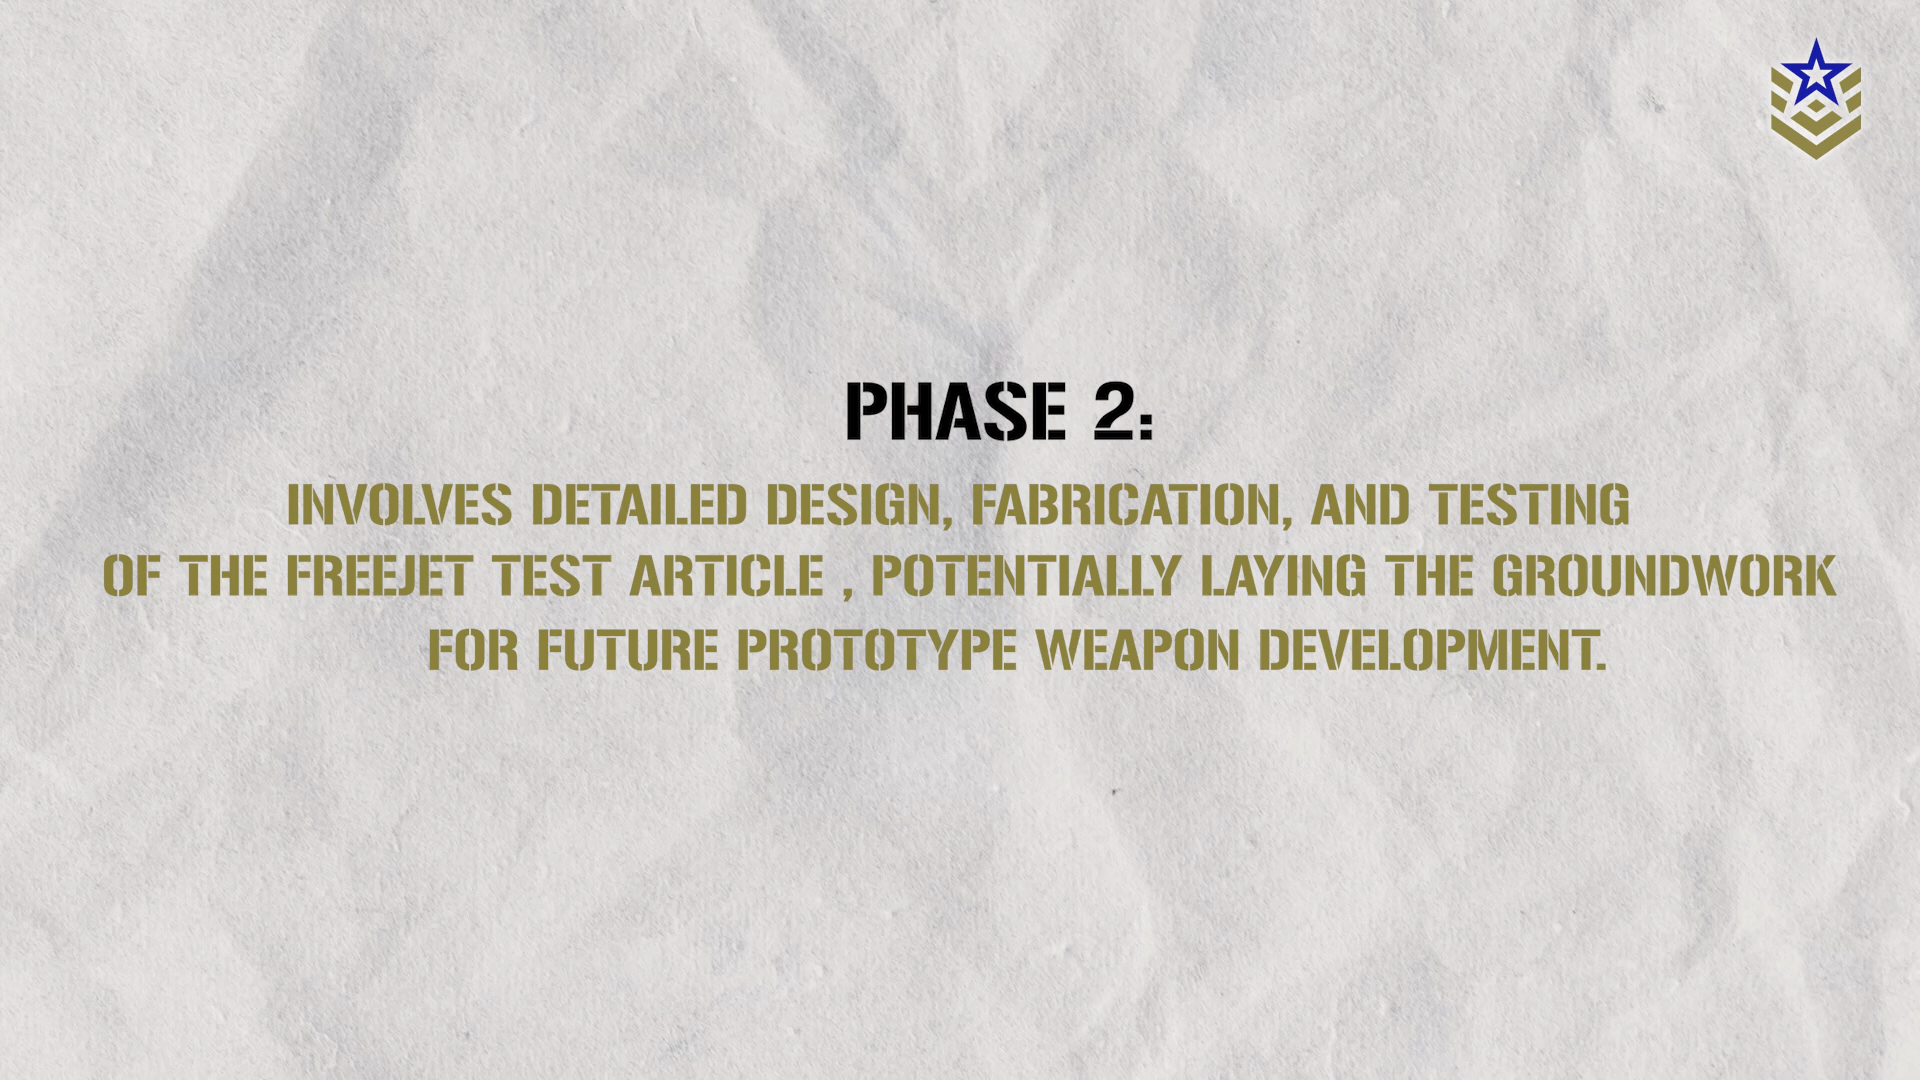 PHASE 2:
INVOLVES DETAILED DESIGN, FABRICATION, AND TESTING
OF THE FREEJET TEST ARTICLE , POTENTIALLY LAYING THE GROUNDWORK
FOR FUTURE PROTOTYPE WEAPON DEVELOPMENT.